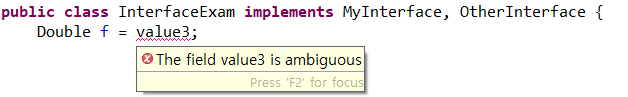 public class InterfaceExam implements MyInterface, OtherInterface {
Double f = value3;
The field value3 is ambiguous
Press 'F2' for focus